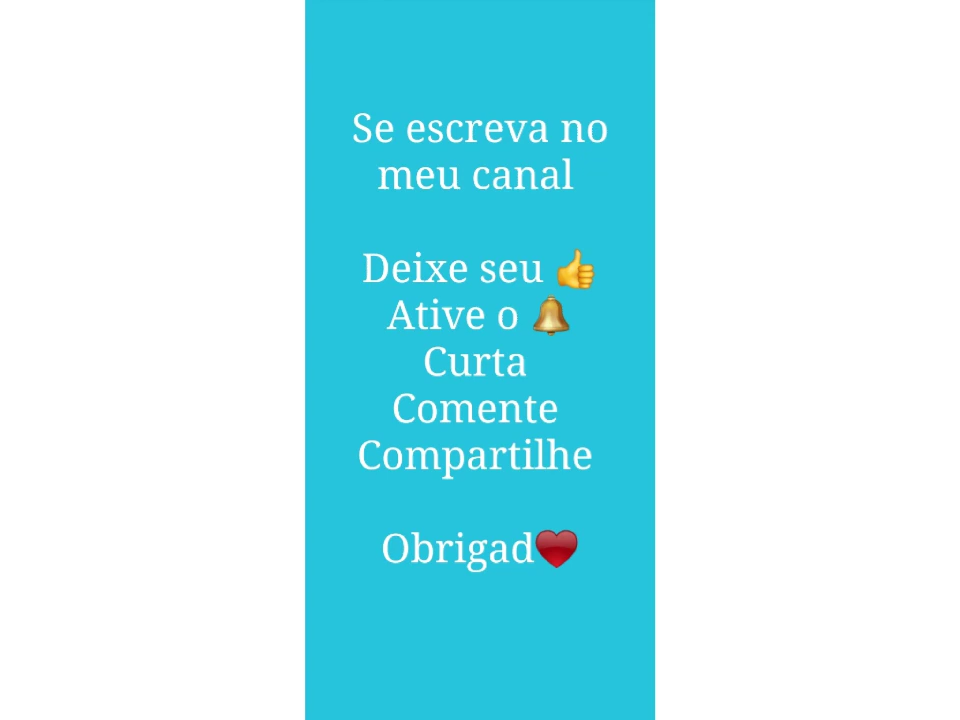 Se escreva no
meu canal
Deixe seu 👍
Ative o 🔔
Curta
Comente
Compartilhe
Obrigad❤️